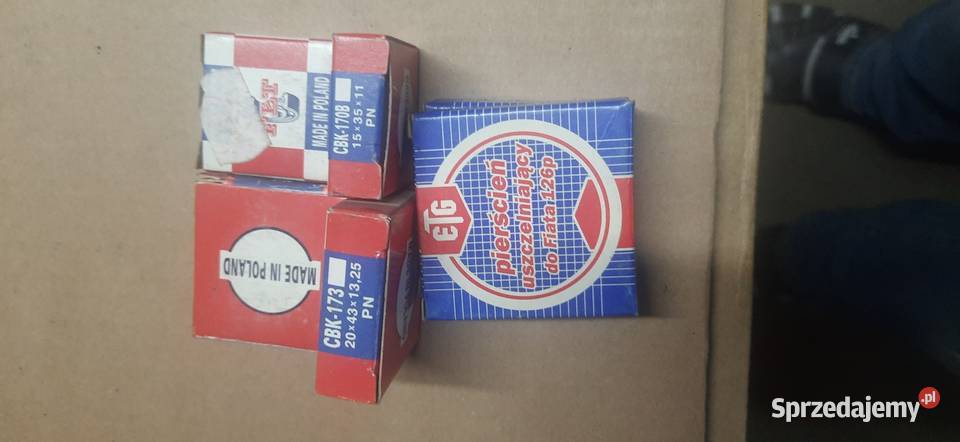 MADE IN POLAND
CBK-170B
15×35×11
PN
MADE IN POLAND
CBK-173
20×43×13,25
PN
ETG
pierścień
uszczelniający
do Fiata 126p
Sprzedajemy.pl